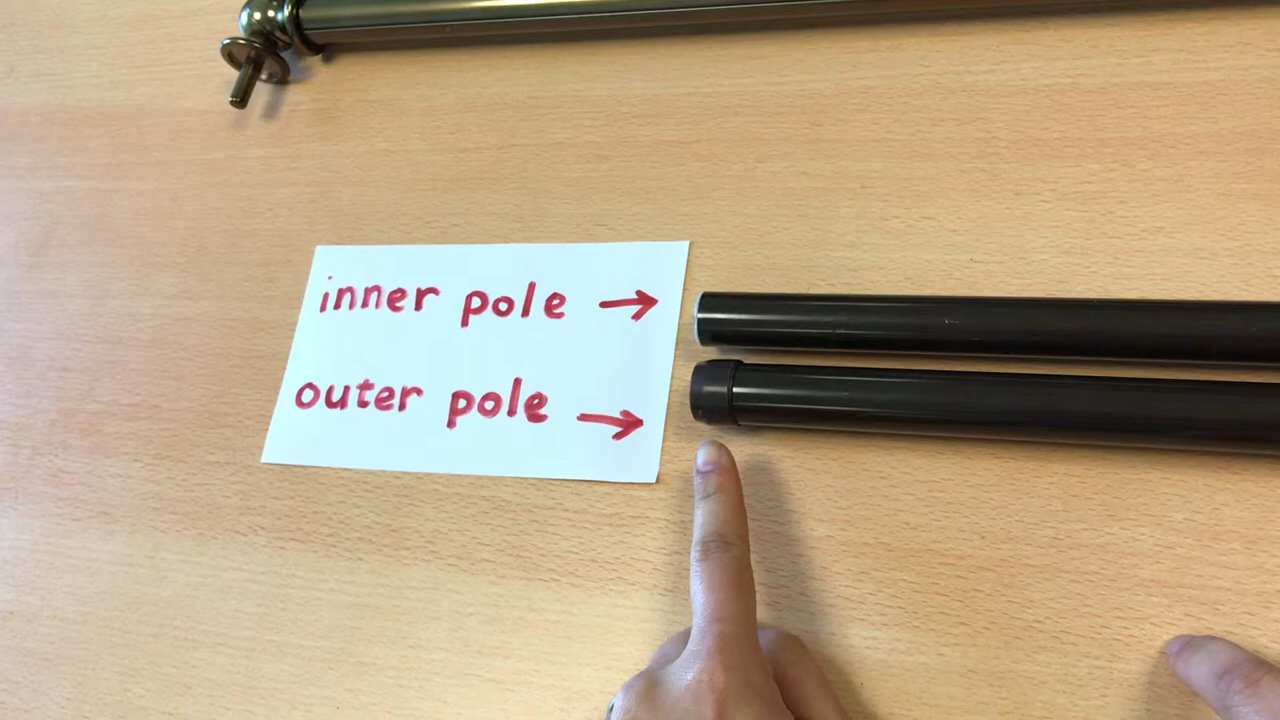 inner pole →
outer pole →